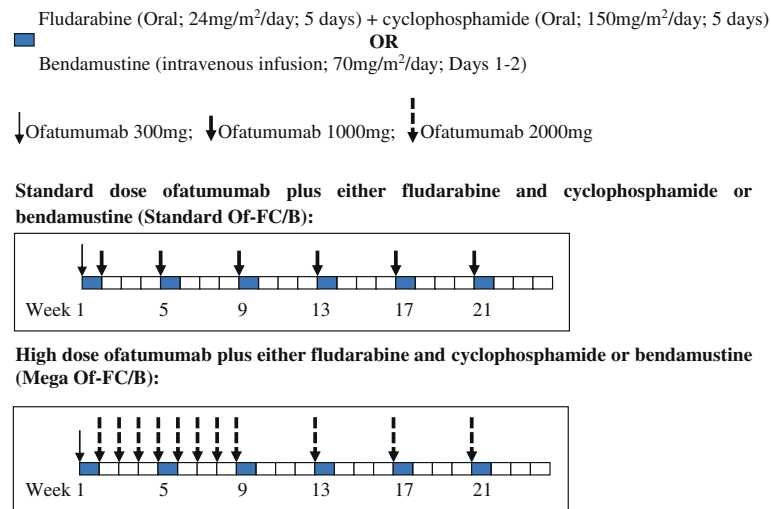 Fludarabine (Oral; 24mg/m²/day; 5 days) + cyclophosphamide (Oral; 150mg/m²/day; 5 days)
OR
Bendamustine (intravenous infusion; 70mg/m²/day; Days 1-2)
Ofatumumab 300mg; Ofatumumab 1000mg; Ofatumumab 2000mg
Standard dose ofatumumab plus either fludarabine and cyclophosphamide or
bendamustine (Standard Of-FC/B):
Week 1 5 9 13 17 21
High dose ofatumumab plus either fludarabine and cyclophosphamide or bendamustine
(Mega Of-FC/B):
Week 1 5 9 13 17 21